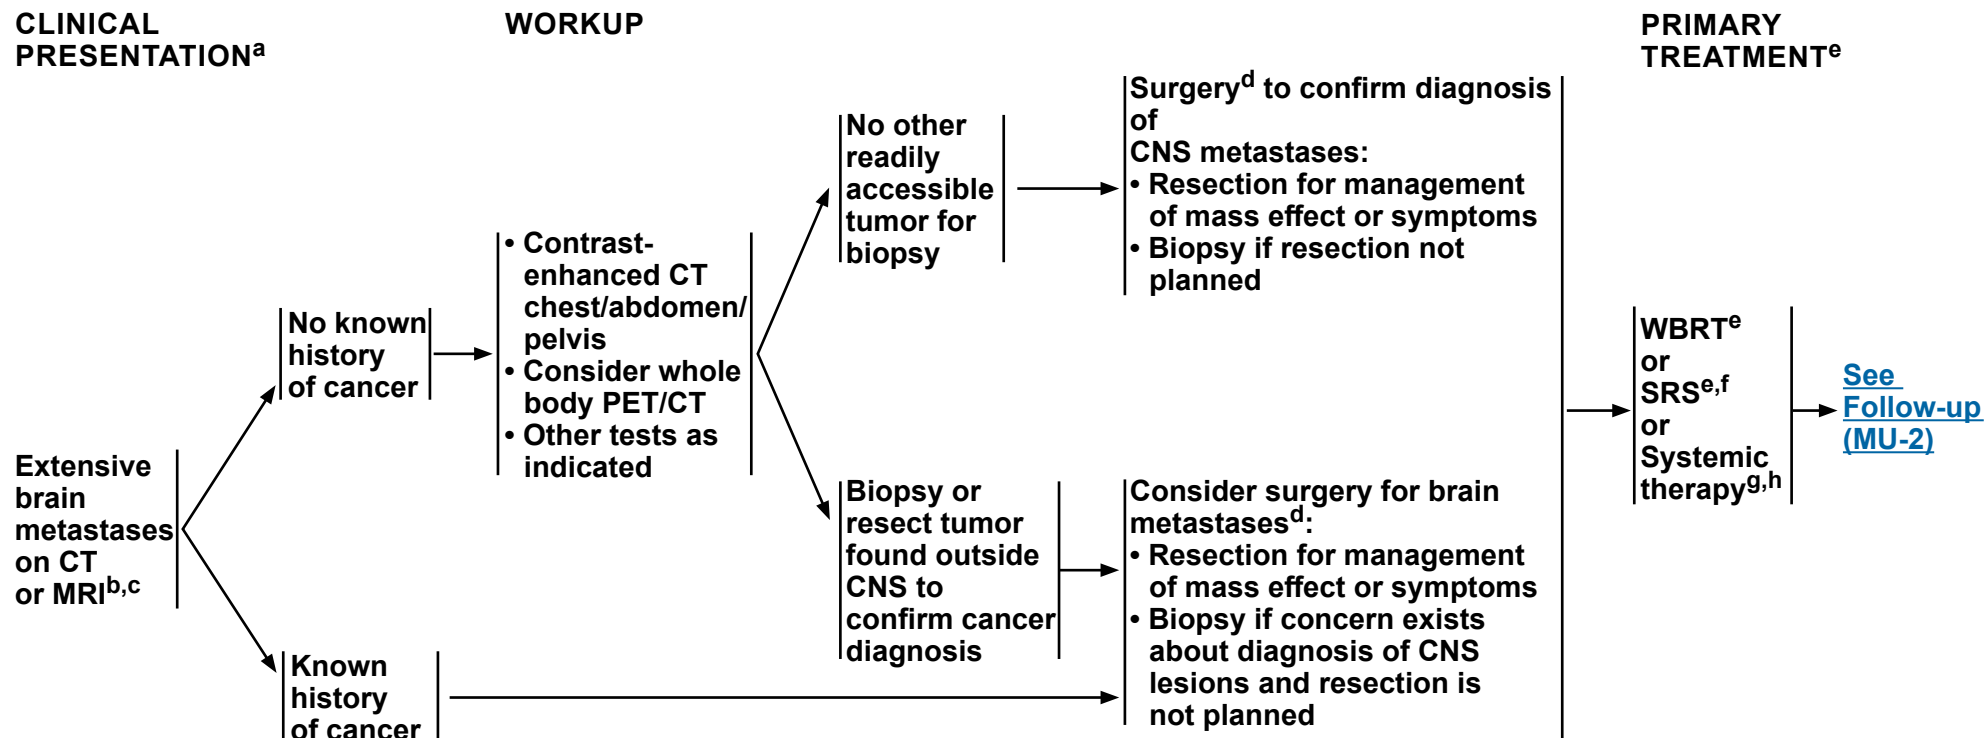 CLINICAL
PRESENTATIONa
WORKUP
PRIMARY
TREATMENTe
Extensive
brain
metastases
on CT
or MRIb,c
No known
history
of cancer
Known
history
of cancer
• Contrast-
enhanced CT
chest/abdomen/
pelvis
• Consider whole
body PET/CT
• Other tests as
indicated
No other
readily
accessible
tumor for
biopsy
Biopsy or
resect tumor
found outside
CNS to
confirm cancer
diagnosis
Surgeryd to confirm diagnosis
of
CNS metastases:
• Resection for management
of mass effect or symptoms
• Biopsy if resection not
planned
Consider surgery for brain
metastasesd:
• Resection for management
of mass effect or symptoms
• Biopsy if concern exists
about diagnosis of CNS
lesions and resection is
not planned
WBRTe
or
SRSe,f
or
Systemic
therapyg,h
See
Follow-up
(MU-2)